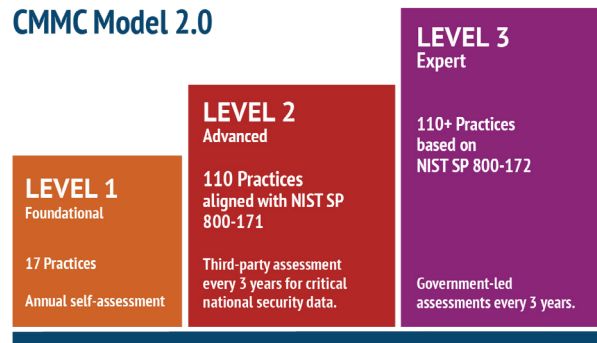 CMMC Model 2.0
LEVEL 1
Foundational
17 Practices
Annual self-assessment
LEVEL 2
Advanced
110 Practices
aligned with NIST SP
800-171
Third-party assessment
every 3 years for critical
national security data.
LEVEL 3
Expert
110+ Practices
based on
NIST SP 800-172
Government-led
assessments every 3 years.